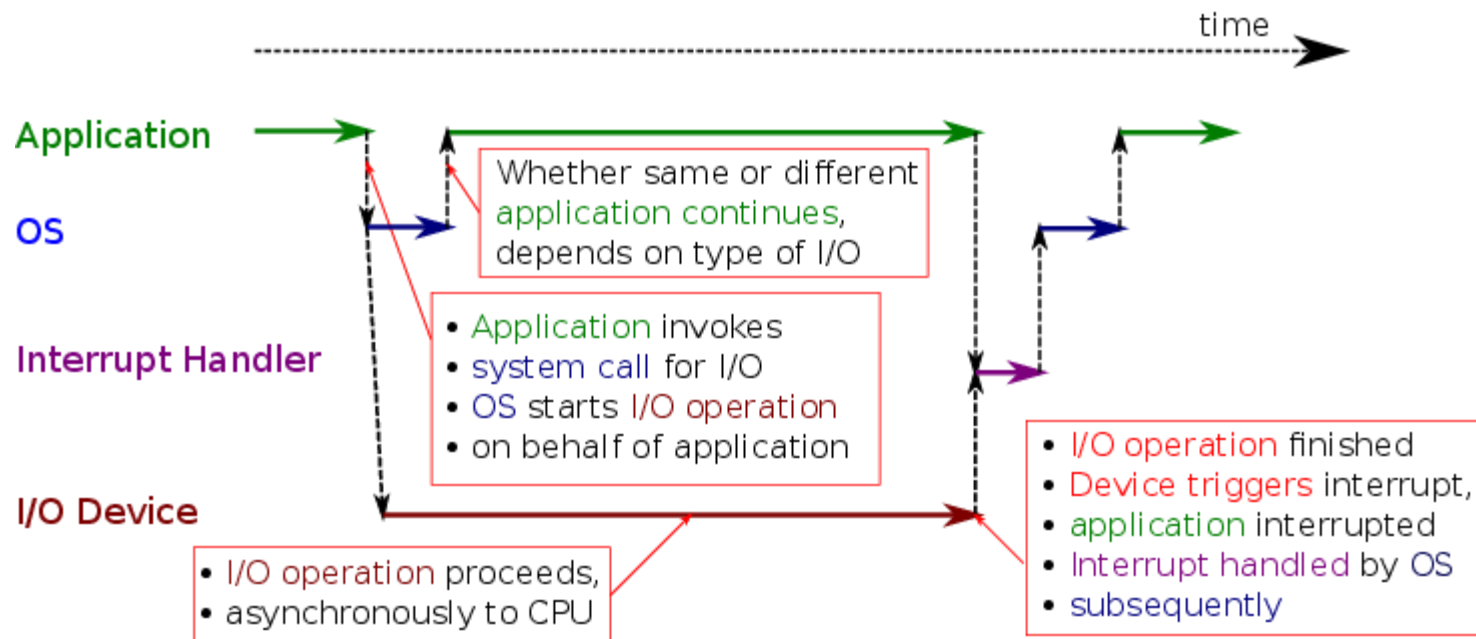 time
Application
Whether same or different
application continues,
depends on type of I/O
OS
• Application invokes
• system call for I/O
• OS starts I/O operation
• on behalf of application
Interrupt Handler
• I/O operation finished
• Device triggers interrupt,
• application interrupted
• Interrupt handled by OS
• subsequently
I/O Device
• I/O operation proceeds,
• asynchronously to CPU